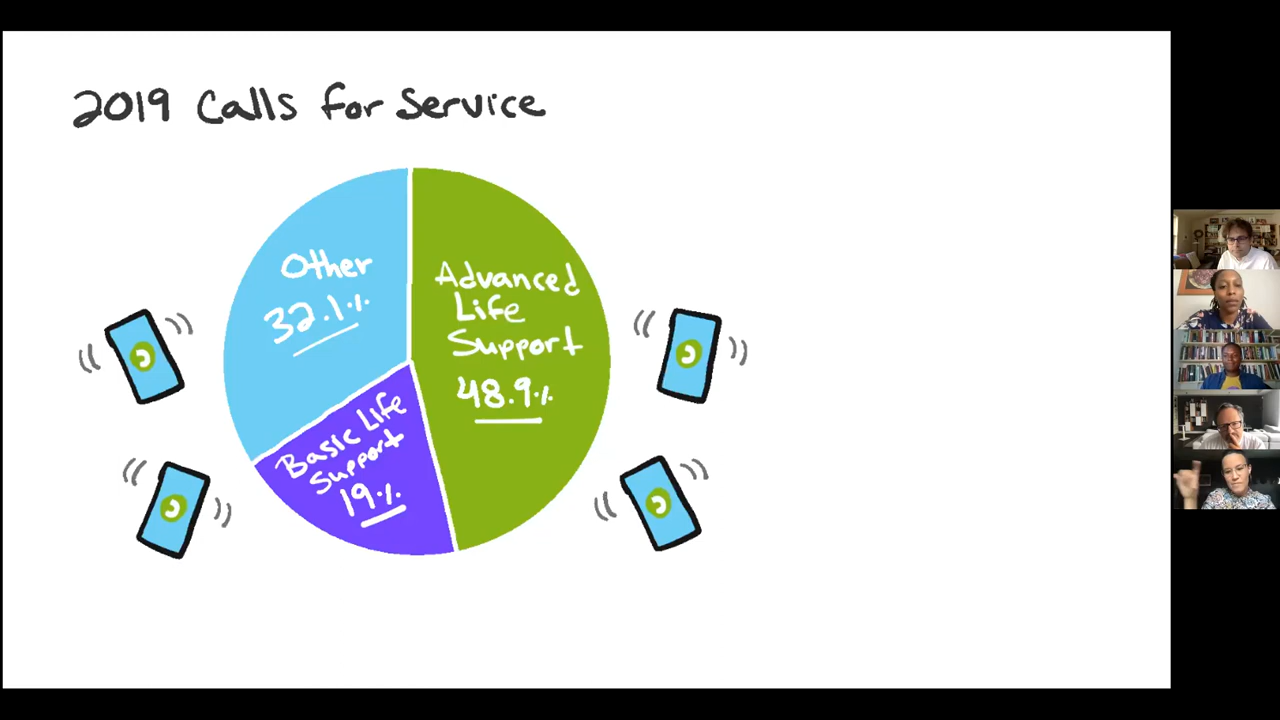 2019 Calls for Service
Other
32.1%
Advanced
Life
Support
48.9%
Basic Life
Support
19%